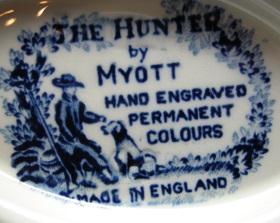 THE HUNTER
by
MYOTT
HAND ENGRAVED
PERMANENT
COLOURS
MADE IN ENGLAND